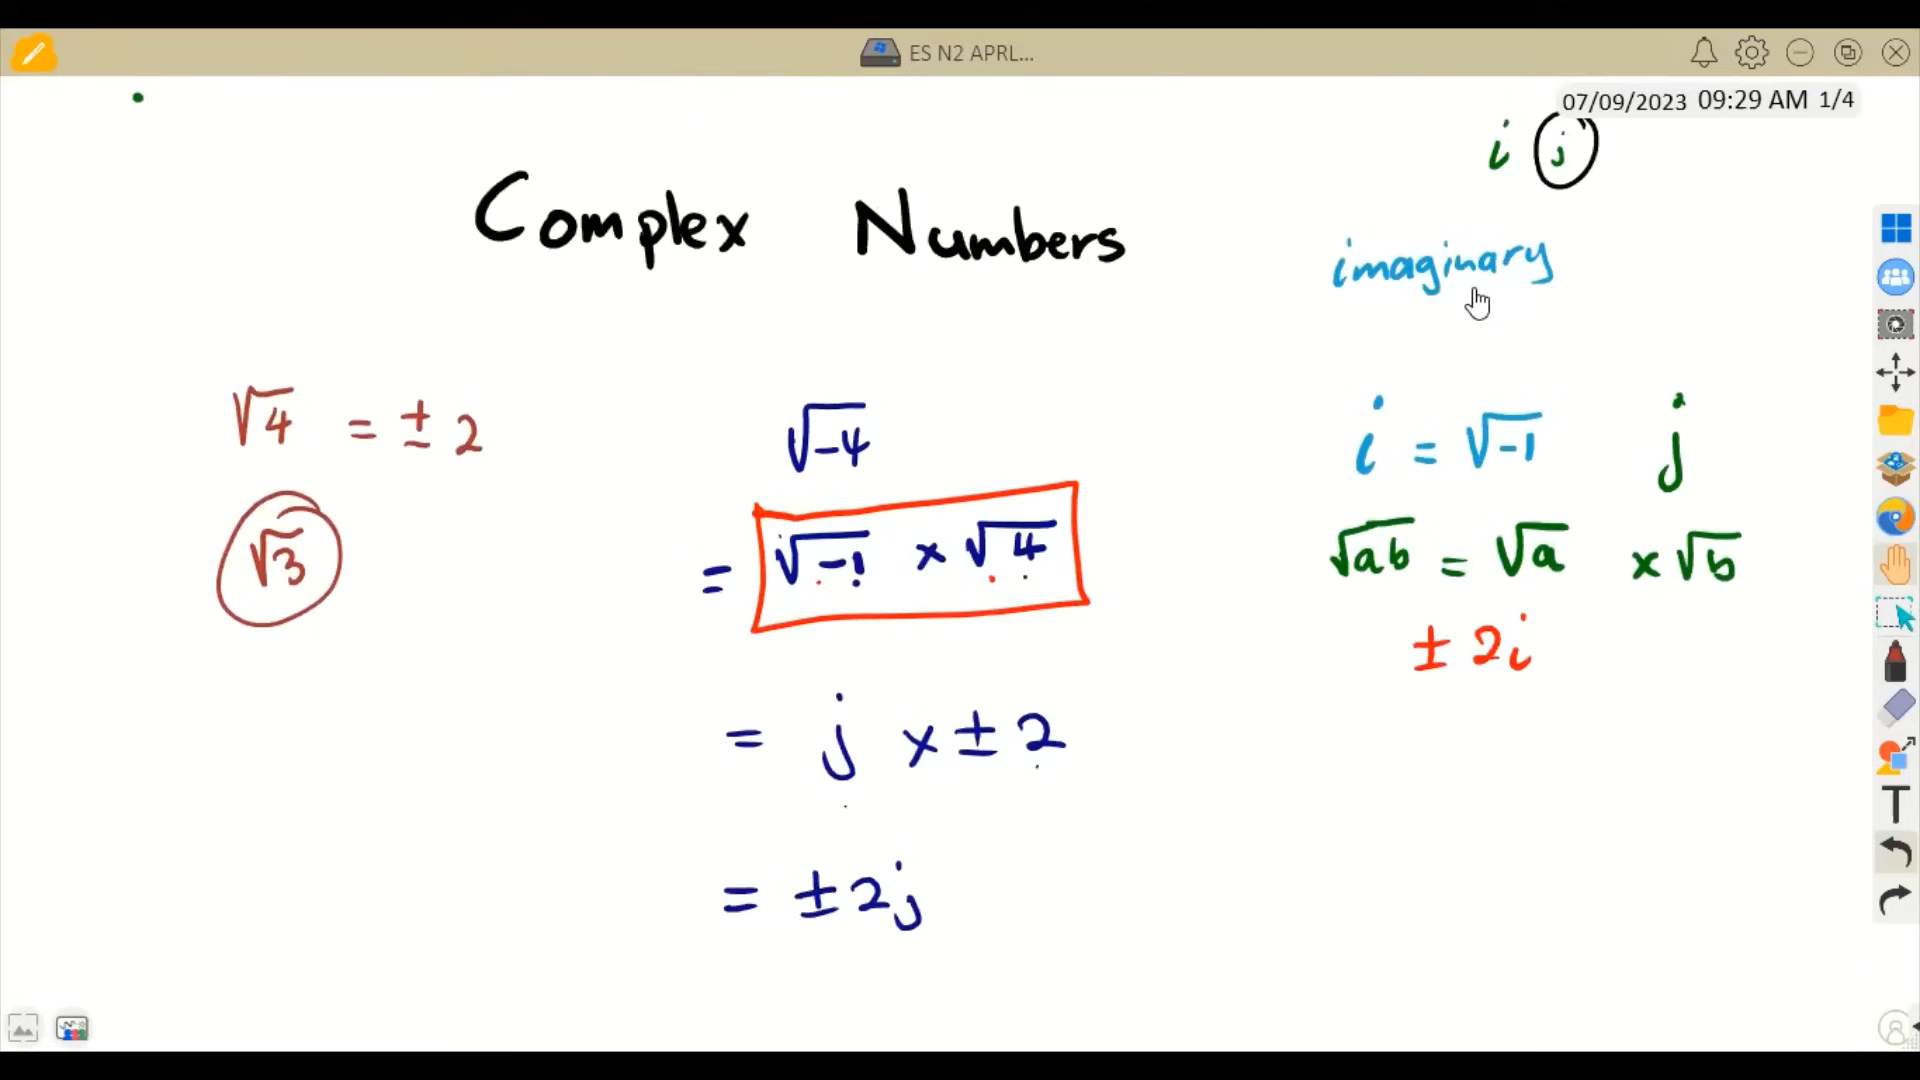 ES N2 APRL...
07/09/2023 09:29 AM 1/4
i j
Complex Numbers
imaginary
√4 = ± 2
√-4
i = √-1 j
√3
= √-1 × √4
√ab = √a × √b
± 2i
= j × ± 2
= ± 2j
T